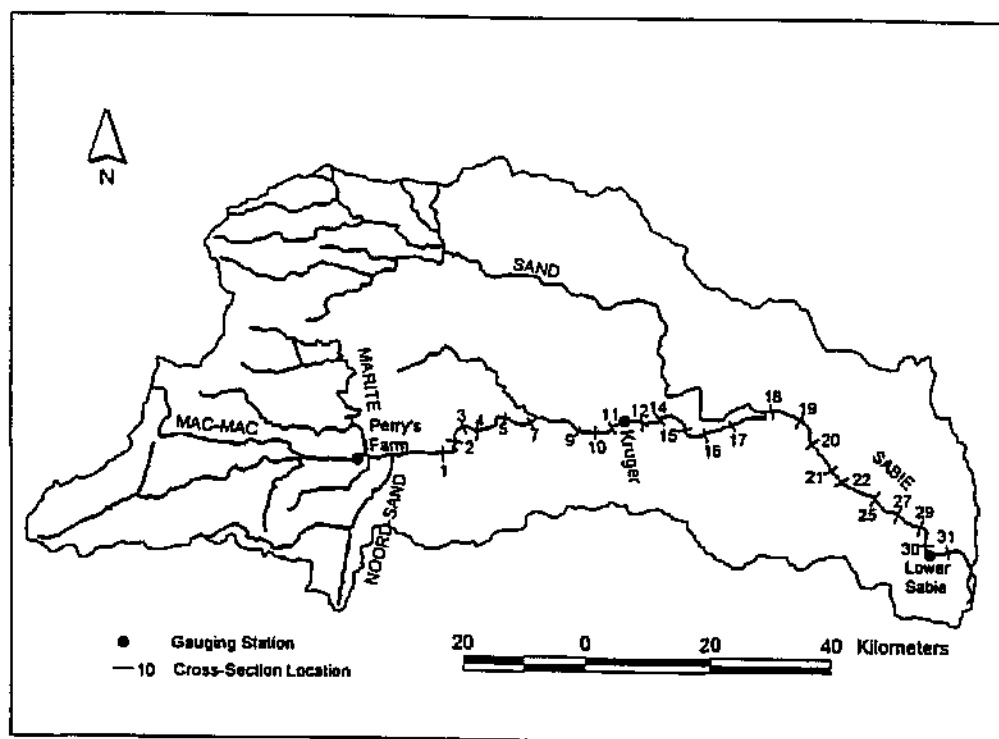 N
SAND
MARITE
MAC-MAC
Perry's
Farm
NOORD SAND
1
2
3
4
5
7
9
10
11
Kruger
12
14
15
16
17
18
19
20
21
22
SABIE
25
27
29
30
31
Lower
Sabie
Gauging Station
10 Cross-Section Location
20 0 20 40 Kilometers